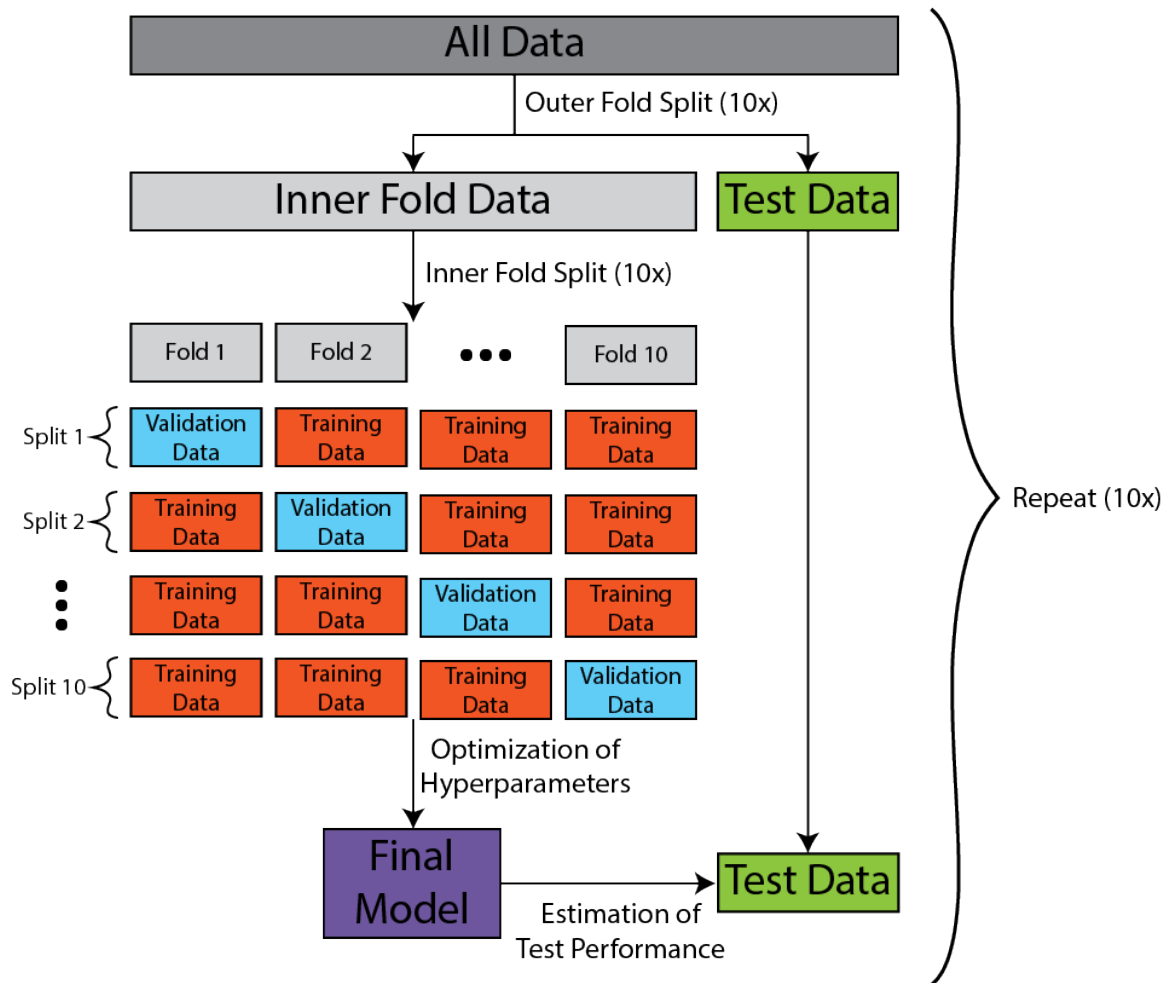 All Data
Outer Fold Split (10x)
Inner Fold Data
Test Data
Inner Fold Split (10x)
Fold 1
Fold 2
Fold 10
Split 1
Validation
Data
Training
Data
Training
Data
Training
Data
Repeat (10x)
Split 2
Training
Data
Validation
Data
Training
Data
Training
Data
Training
Data
Training
Data
Validation
Data
Training
Data
Split 10
Training
Data
Training
Data
Training
Data
Validation
Data
Optimization of
Hyperparameters
Final
Model
Estimation of
Test Performance
Test Data